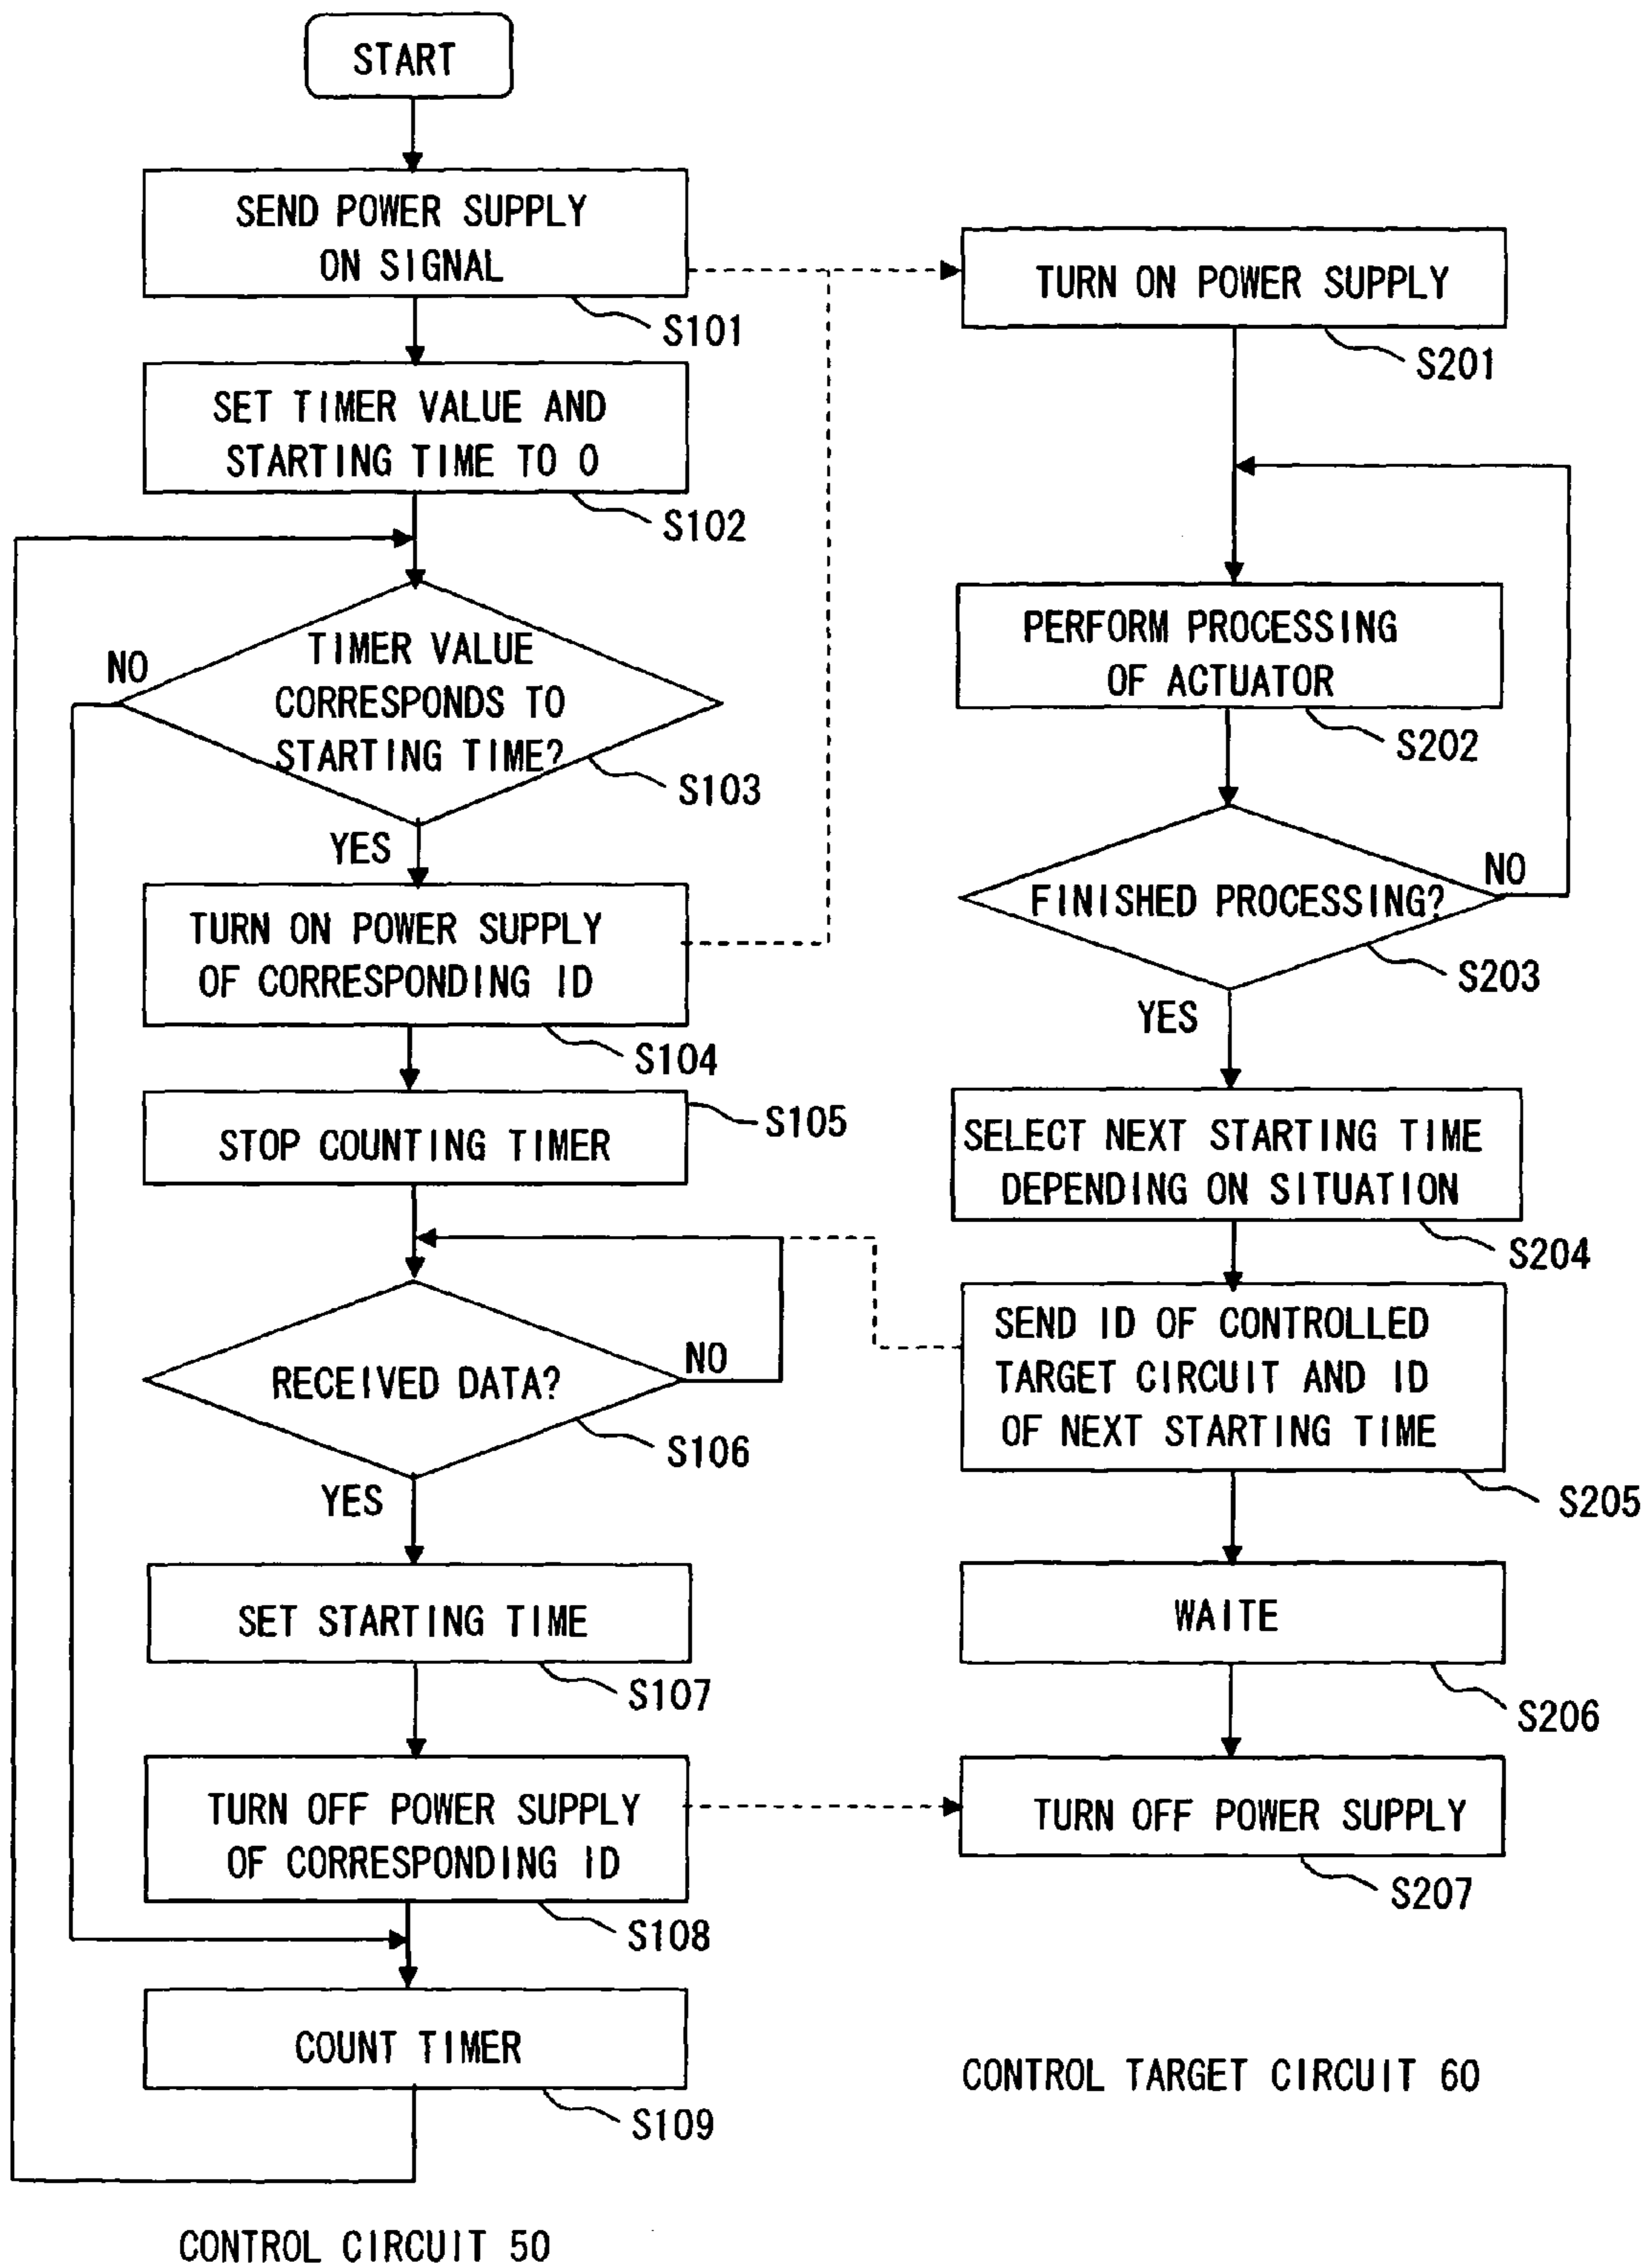 START
SEND POWER SUPPLY
ON SIGNAL
S101
SET TIMER VALUE AND
STARTING TIME TO 0
S102
NO
TIMER VALUE
CORRESPONDS TO
STARTING TIME?
S103
YES
TURN ON POWER SUPPLY
OF CORRESPONDING ID
S104
STOP COUNTING TIMER
S105
RECEIVED DATA?
NO
S106
YES
SET STARTING TIME
S107
TURN OFF POWER SUPPLY
OF CORRESPONDING ID
S108
COUNT TIMER
S109
CONTROL CIRCUIT 50
TURN ON POWER SUPPLY
S201
PERFORM PROCESSING
OF ACTUATOR
S202
FINISHED PROCESSING?
NO
S203
YES
SELECT NEXT STARTING TIME
DEPENDING ON SITUATION
S204
SEND ID OF CONTROLLED
TARGET CIRCUIT AND ID
OF NEXT STARTING TIME
S205
WAITE
S206
TURN OFF POWER SUPPLY
S207
CONTROL TARGET CIRCUIT 60